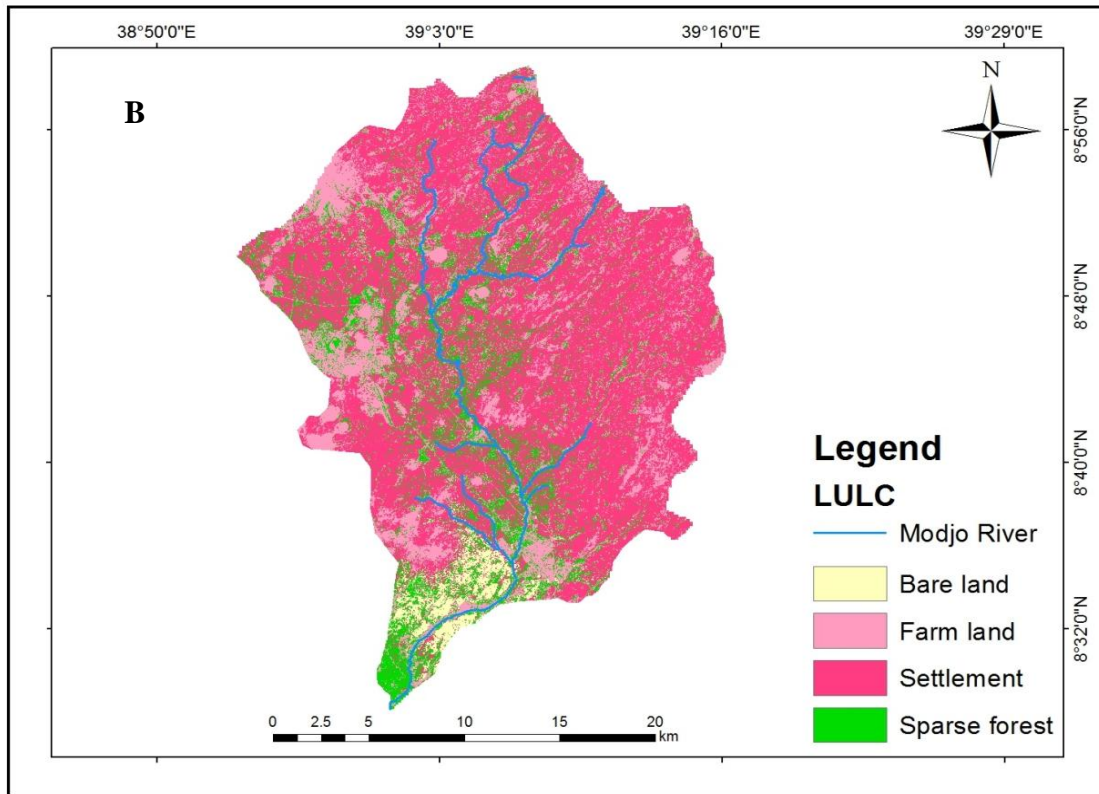 38°50'0"E 39°3'0"E 39°16'0"E 39°29'0"E
B
N
8°56'0"N
8°48'0"N
8°40'0"N
8°32'0"N
Legend
LULC
Modjo River
Bare land
Farm land
Settlement
Sparse forest
0 2.5 5 10 15 20
km